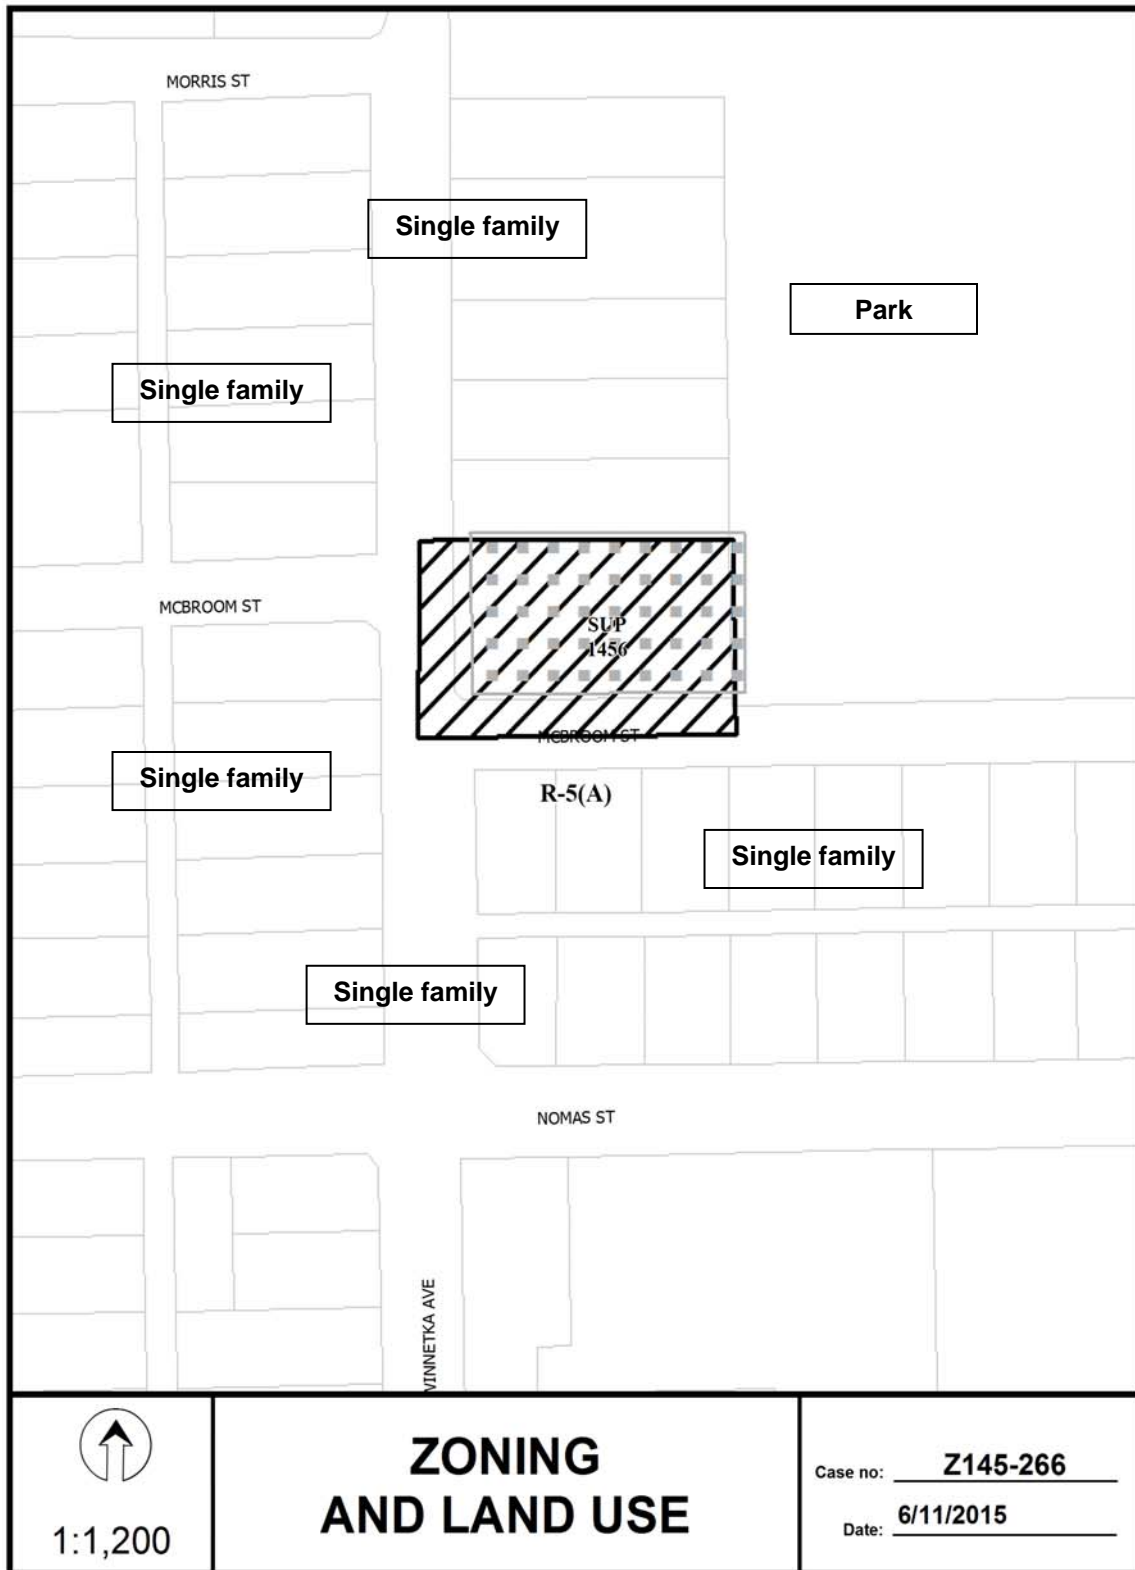 MORRIS ST
Single family
Park
Single family
MCBROOM ST
SUP
1456
MCBROOM ST
Single family
R-5(A)
Single family
Single family
NOMAS ST
WINNETKA AVE
1:1,200
ZONING
AND LAND USE
Case no: Z145-266
Date: 6/11/2015